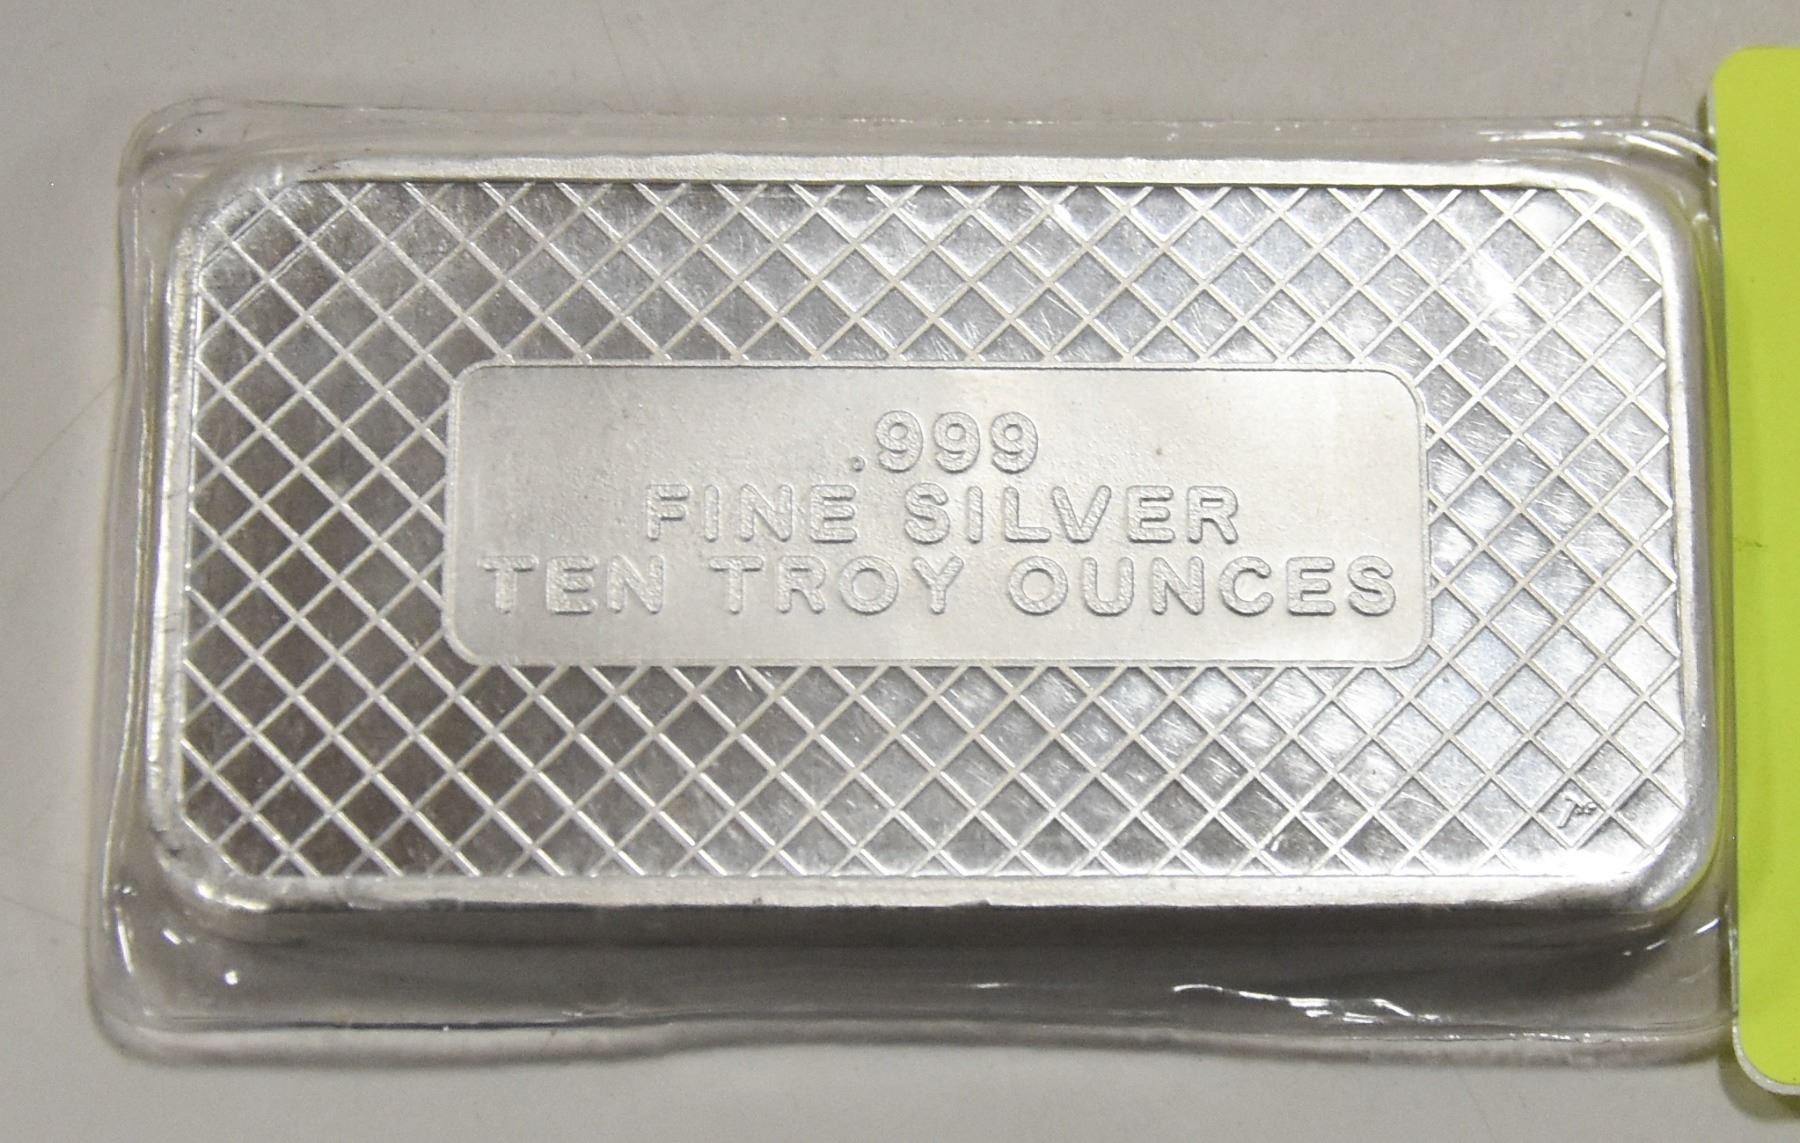 .999
FINE SILVER
TEN TROY OUNCES